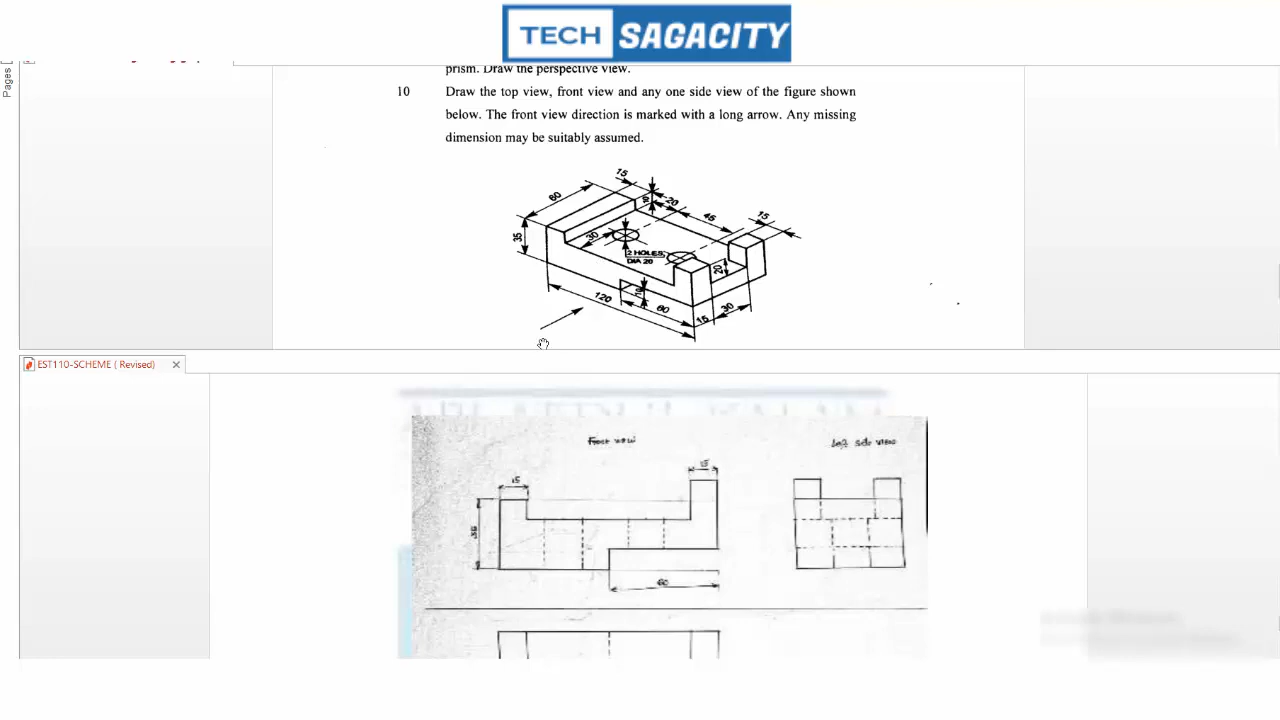 TECH SAGACITY
Pages
prism. Draw the perspective view.
10 Draw the top view, front view and any one side view of the figure shown
below. The front view direction is marked with a long arrow. Any missing
dimension may be suitably assumed.
15
60
20
45
15
35
30
2 HOLES
DIA 20
20
10
120
60
15
30
EST110-SCHEME ( Revised)
Front view
Left side view
15
15
35
60